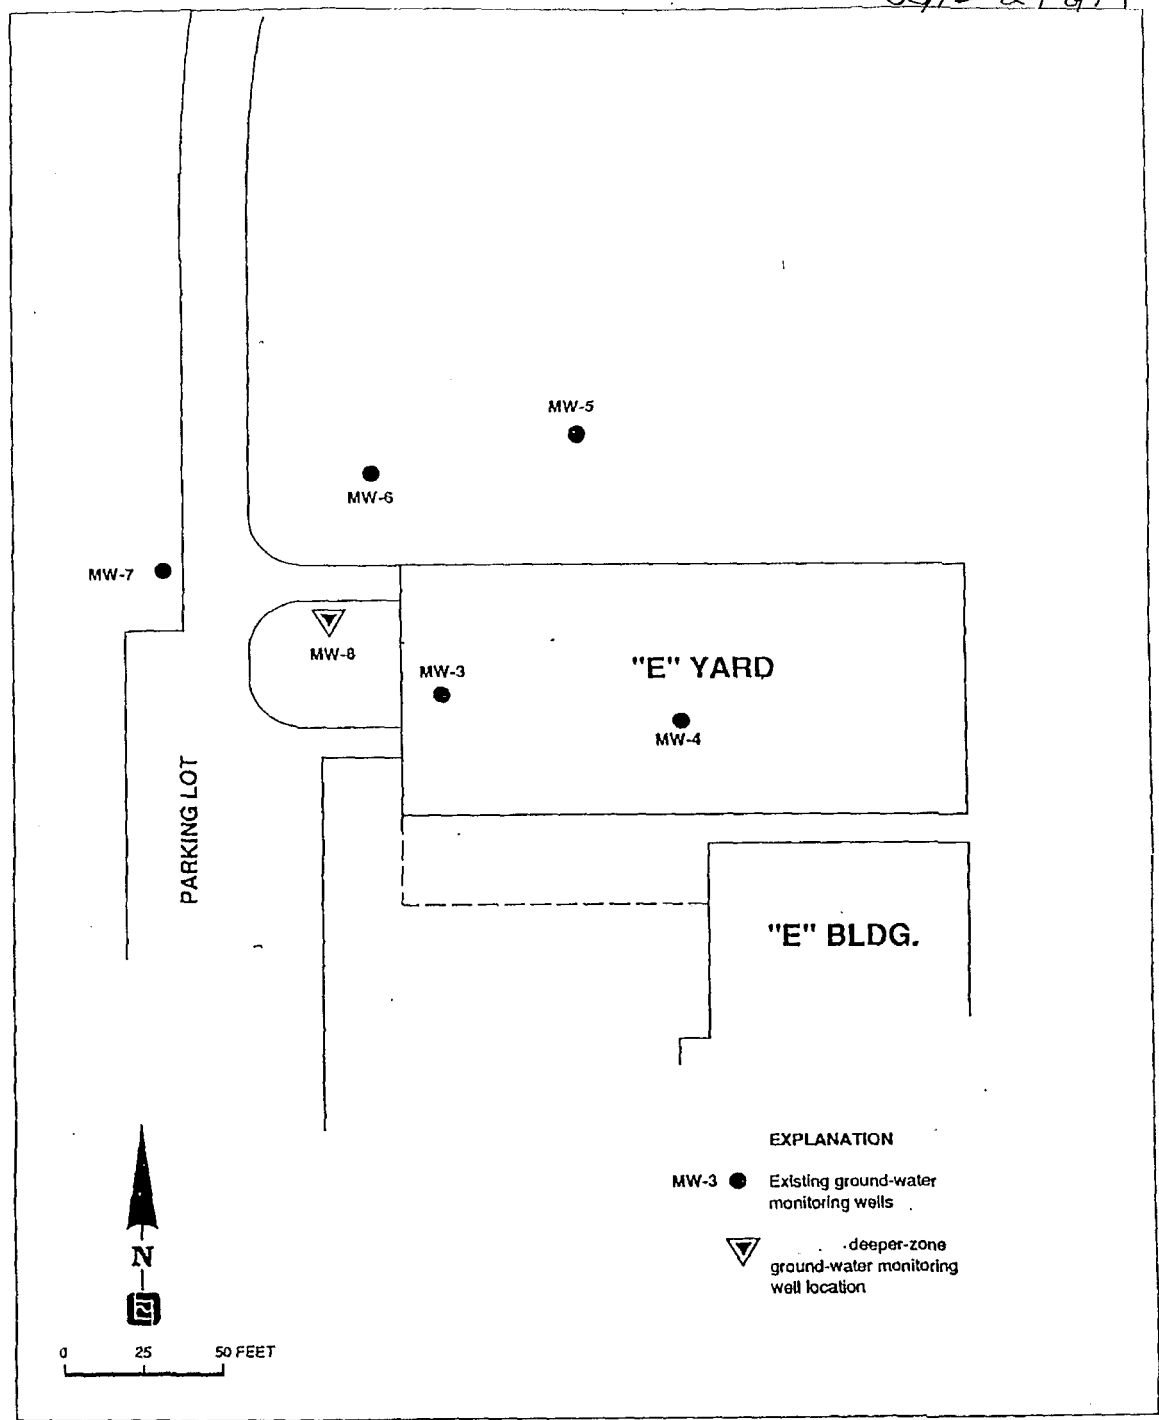 MW-5
MW-6
MW-7
MW-8
MW-3
"E" YARD
MW-4
PARKING LOT
"E" BLDG.
EXPLANATION
MW-3 Existing ground-water
monitoring wells
deeper-zone
ground-water monitoring
well location
N
0 25 50 FEET